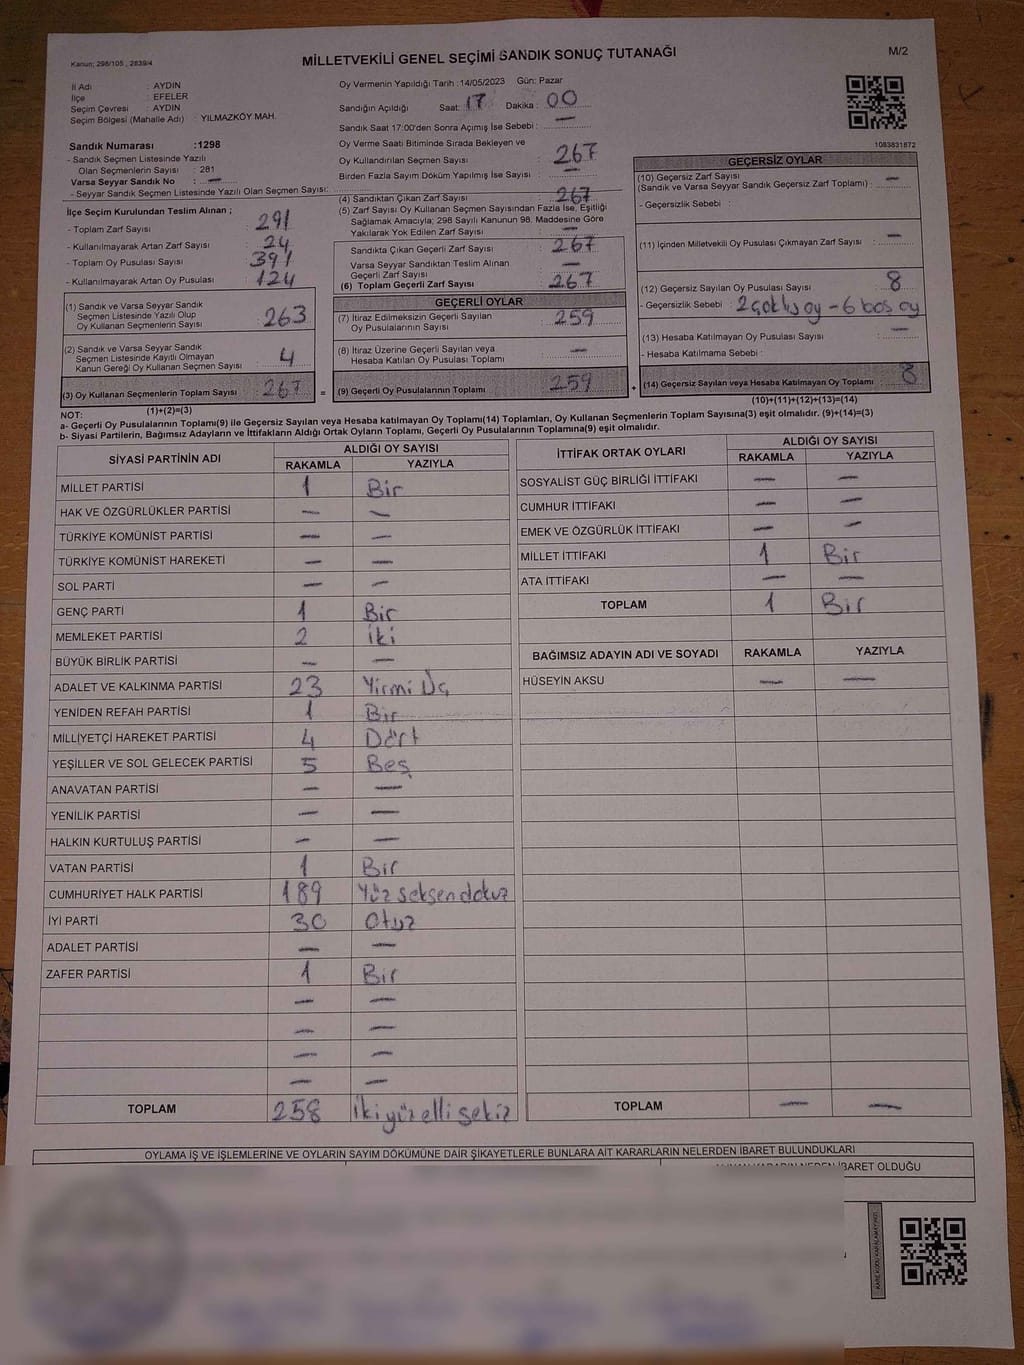 Kanun; 298/105 , 2839/4
MİLLETVEKİLİ GENEL SEÇİMİ SANDIK SONUÇ TUTANAĞI
M/2
İl Adı : AYDIN
İlçe : EFELER
Seçim Çevresi : AYDIN
Seçim Bölgesi (Mahalle Adı) : YILMAZKÖY MAH.
Sandık Numarası :1298
- Sandık Seçmen Listesinde Yazılı
Olan Seçmenlerin Sayısı : 281
Varsa Seyyar Sandık No : —
- Seyyar Sandık Seçmen Listesinde Yazılı Olan Seçmen Sayısı:
Oy Vermenin Yapıldığı Tarih :14/05/2023 Gün: Pazar
Sandığın Açıldığı Saat: 17 Dakika : 00
Sandık Saat 17:00'den Sonra Açımış İse Sebebi : —
Oy Verme Saati Bitiminde Sırada Bekleyen ve
Oy Kullandırılan Seçmen Sayısı : 267
Birden Fazla Sayım Döküm Yapılmış İse Sayısı : —
1083831872
İlçe Seçim Kurulundan Teslim Alınan ;
- Toplam Zarf Sayısı : 291
- Kullanılmayarak Artan Zarf Sayısı : 24
- Toplam Oy Pusulası Sayısı : 391
- Kullanılmayarak Artan Oy Pusulası : 124
(1) Sandık ve Varsa Seyyar Sandık
Seçmen Listesinde Yazılı Olup
Oy Kullanan Seçmenlerin Sayısı : 263
(2) Sandık ve Varsa Seyyar Sandık
Seçmen Listesinde Kayıtlı Olmayan
Kanun Gereği Oy Kullanan Seçmen Sayısı : 4
(3) Oy Kullanan Seçmenlerin Toplam Sayısı : 267 =
(1)+(2)=(3)
(4) Sandıktan Çıkan Zarf Sayısı : 267
(5) Zarf Sayısı Oy Kullanan Seçmen Sayısından Fazla İse, Eşitliği
Sağlamak Amacıyla; 298 Sayılı Kanunun 98. Maddesine Göre
Yakılarak Yok Edilen Zarf Sayısı : —
Sandıkta Çıkan Geçerli Zarf Sayısı : 267
Varsa Seyyar Sandıktan Teslim Alınan
Geçerli Zarf Sayısı : —
(6) Toplam Geçerli Zarf Sayısı : 267
GEÇERLİ OYLAR
(7) İtiraz Edilmeksizin Geçerli Sayılan
Oy Pusulalarının Sayısı : 259
(8) İtiraz Üzerine Geçerli Sayılan veya
Hesaba Katılan Oy Pusulası Toplamı : —
(9) Geçerli Oy Pusulalarının Toplamı : 259 +
GEÇERSİZ OYLAR
(10) Geçersiz Zarf Sayısı
(Sandık ve Varsa Seyyar Sandık Geçersiz Zarf Toplamı) : —
- Geçersizlik Sebebi :
(11) İçinden Milletvekili Oy Pusulası Çıkmayan Zarf Sayısı : —
(12) Geçersiz Sayılan Oy Pusulası Sayısı : 8
- Geçersizlik Sebebi : 2 çoklu oy - 6 boş oy
(13) Hesaba Katılmayan Oy Pusulası Sayısı : —
- Hesaba Katılmama Sebebi :
(14) Geçersiz Sayılan veya Hesaba Katılmayan Oy Toplamı : 8
(10)+(11)+(12)+(13)=(14)
NOT:
a- Geçerli Oy Pusulalarının Toplamı(9) ile Geçersiz Sayılan veya Hesaba katılmayan Oy Toplamı(14) Toplamları, Oy Kullanan Seçmenlerin Toplam Sayısına(3) eşit olmalıdır. (9)+(14)=(3)
b- Siyasi Partilerin, Bağımsız Adayların ve İttifakların Aldığı Ortak Oyların Toplamı, Geçerli Oy Pusulalarının Toplamına(9) eşit olmalıdır.
SİYASİ PARTİNİN ADI ALDIĞI OY SAYISI
RAKAMLA YAZIYLA
MİLLET PARTİSİ 1 Bir
HAK VE ÖZGÜRLÜKLER PARTİSİ — —
TÜRKİYE KOMÜNİST PARTİSİ — —
TÜRKİYE KOMÜNİST HAREKETİ — —
SOL PARTİ — —
GENÇ PARTİ 1 Bir
MEMLEKET PARTİSİ 2 iki
BÜYÜK BİRLİK PARTİSİ — —
ADALET VE KALKINMA PARTİSİ 23 Yirmi Üç
YENİDEN REFAH PARTİSİ 1 Bir
MİLLİYETÇİ HAREKET PARTİSİ 4 Dört
YEŞİLLER VE SOL GELECEK PARTİSİ 5 Beş
ANAVATAN PARTİSİ — —
YENİLİK PARTİSİ — —
HALKIN KURTULUŞ PARTİSİ — —
VATAN PARTİSİ 1 Bir
CUMHURİYET HALK PARTİSİ 189 Yüz seksen dokuz
İYİ PARTİ 30 Otuz
ADALET PARTİSİ — —
ZAFER PARTİSİ 1 Bir
— —
— —
— —
— —
TOPLAM 258 İki yüz elli sekiz
İTTİFAK ORTAK OYLARI ALDIĞI OY SAYISI
RAKAMLA YAZIYLA
SOSYALİST GÜÇ BİRLİĞİ İTTİFAKI — —
CUMHUR İTTİFAKI — —
EMEK VE ÖZGÜRLÜK İTTİFAKI — —
MİLLET İTTİFAKI 1 Bir
ATA İTTİFAKI — —
TOPLAM 1 Bir
BAĞIMSIZ ADAYIN ADI VE SOYADI RAKAMLA YAZIYLA
HÜSEYİN AKSU — —
TOPLAM — —
OYLAMA İŞ VE İŞLEMLERİNE VE OYLARIN SAYIM DÖKÜMÜNE DAİR ŞİKAYETLERLE BUNLARA AİT KARARLARIN NELERDEN İBARET BULUNDUKLARI
KARARIN NEDEN İBARET OLDUĞU
KARE KODU KARALAMAYINIZ!